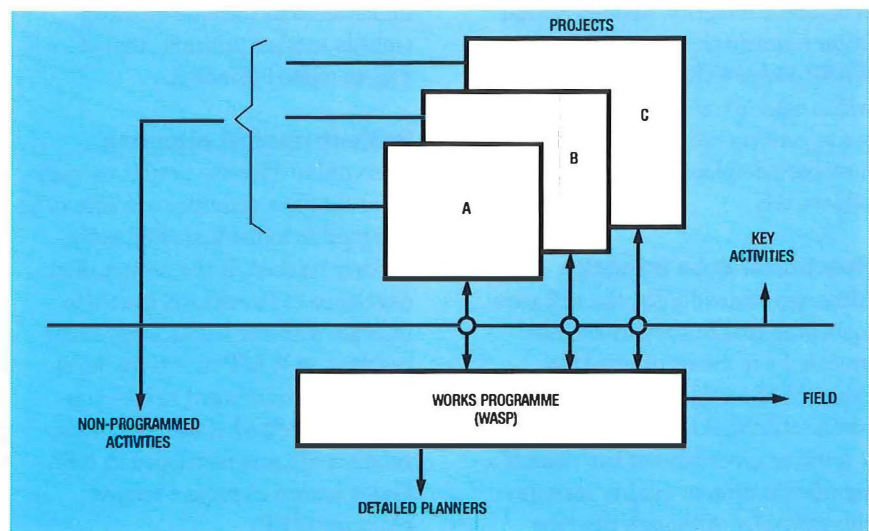 PROJECTS
C
B
A
KEY
ACTIVITIES
WORKS PROGRAMME
(WASP)
FIELD
NON-PROGRAMMED
ACTIVITIES
DETAILED PLANNERS